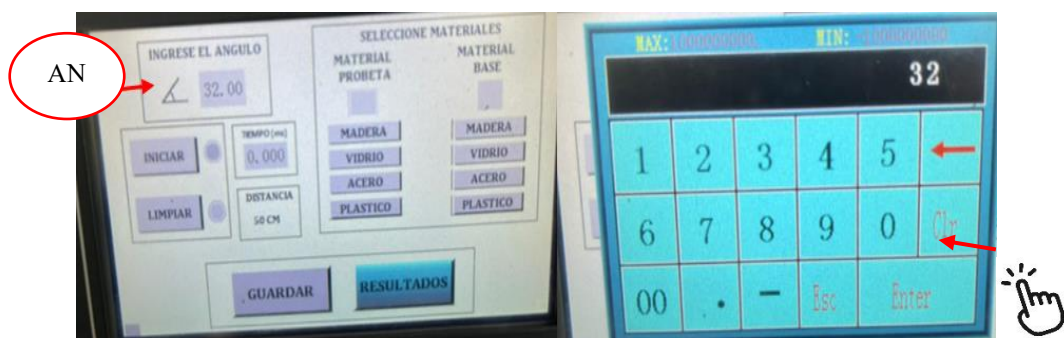 AN
INGRESE EL ANGULO
32.00
SELECCIONE MATERIALES
MATERIAL
PROBETA
MATERIAL
BASE
MADERA
VIDRIO
ACERO
PLASTICO
MADERA
VIDRIO
ACERO
PLASTICO
INICIAR
TIEMPO (ms)
0.000
LIMPIAR
DISTANCIA
50 CM
GUARDAR
RESULTADOS
MAX:
MIN:
32
1 2 3 4 5
6 7 8 9 0 Clr
00 . - Esc Enter